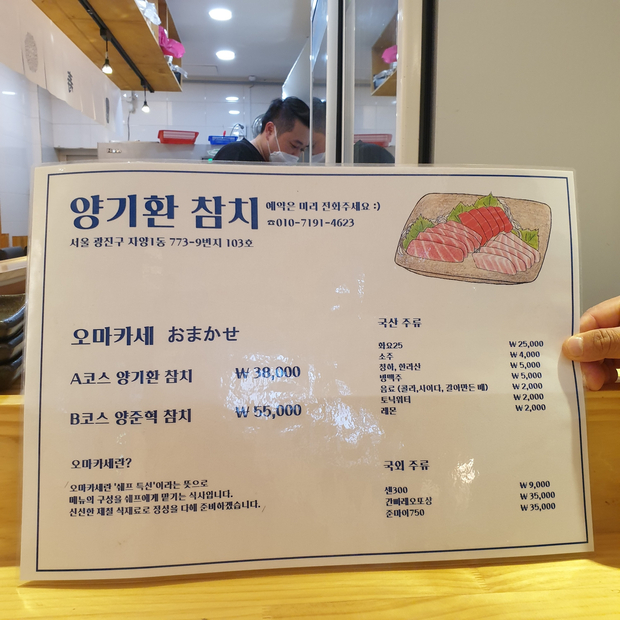 양기환 참치
예약은 미리 전화주세요 :)
☎010-7191-4623
서울 광진구 자양1동 773-9번지 103호
오마카세 おまかせ
A코스 양기환 참치 ₩ 38,000
B코스 양준혁 참치 ₩ 55,000
오마카세란?
오마카세란 '쉐프 특선'이라는 뜻으로
메뉴의 구성을 쉐프에게 맡기는 식사입니다.
신선한 제철 식재료로 정성을 다해 준비하겠습니다.
국산 주류
화요25 ₩ 25,000
소주 ₩ 4,000
청하, 한라산 ₩ 5,000
병맥주 ₩ 5,000
음료 (콜라,사이다, 갈아만든 배) ₩ 2,000
토닉워터 ₩ 2,000
레몬 ₩ 2,000
국외 주류
센300 ₩ 9,000
간빠레오또상 ₩ 35,000
준마이750 ₩ 35,000